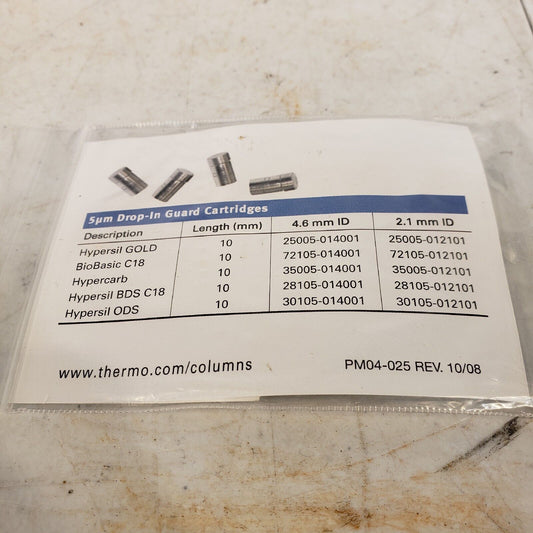 5µm Drop-In Guard Cartridges
Description Length (mm) 4.6 mm ID 2.1 mm ID
Hypersil GOLD 10 25005-014001 25005-012101
BioBasic C18 10 72105-014001 72105-012101
Hypercarb 10 35005-014001 35005-012101
Hypersil BDS C18 10 28105-014001 28105-012101
Hypersil ODS 10 30105-014001 30105-012101
www.thermo.com/columns PM04-025 REV. 10/08